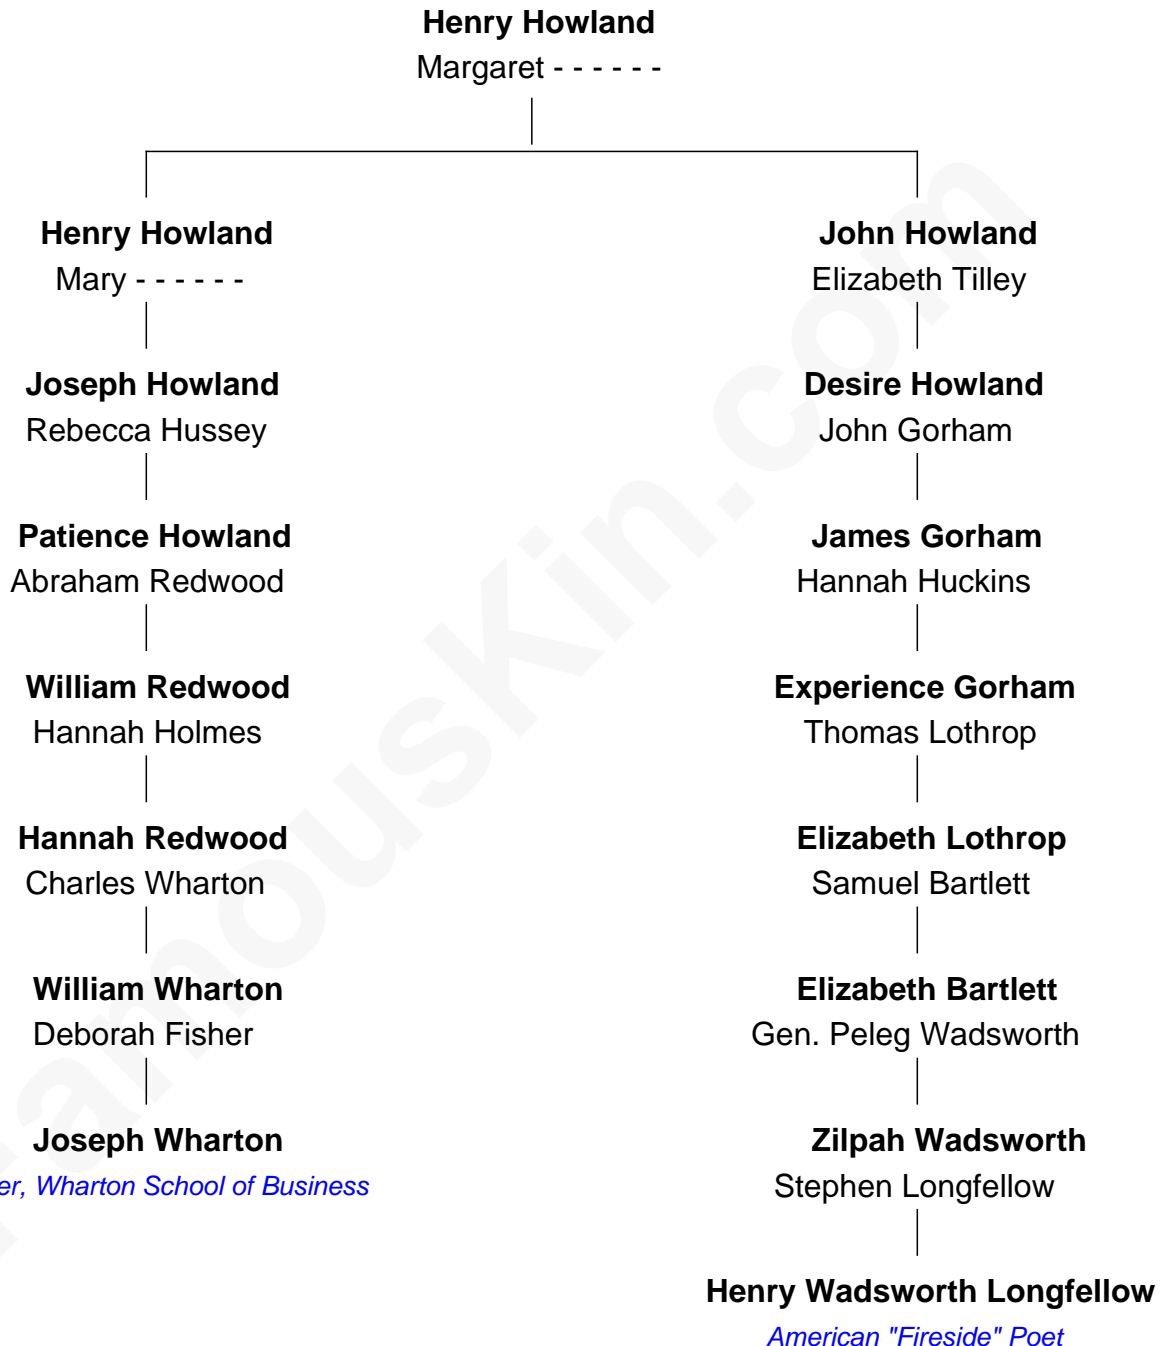 Henry Howland
Margaret - - - - - -
Henry Howland
Mary - - - - - -
John Howland
Elizabeth Tilley
Joseph Howland
Rebecca Hussey
Desire Howland
John Gorham
Patience Howland
Abraham Redwood
James Gorham
Hannah Huckins
William Redwood
Hannah Holmes
Experience Gorham
Thomas Lothrop
Hannah Redwood
Charles Wharton
Elizabeth Lothrop
Samuel Bartlett
William Wharton
Deborah Fisher
Elizabeth Bartlett
Gen. Peleg Wadsworth
Joseph Wharton
er, Wharton School of Business
Zilpah Wadsworth
Stephen Longfellow
Henry Wadsworth Longfellow
American "Fireside" Poet
FamousKin.com